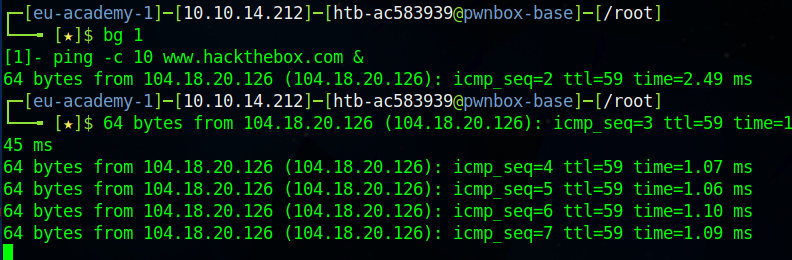 ┌─[eu-academy-1]─[10.10.14.212]─[htb-ac583939@pwnbox-base]─[/root]
└──╼ [★]$ bg 1
[1]- ping -c 10 www.hackthebox.com &
64 bytes from 104.18.20.126 (104.18.20.126): icmp_seq=2 ttl=59 time=2.49 ms
┌─[eu-academy-1]─[10.10.14.212]─[htb-ac583939@pwnbox-base]─[/root]
└──╼ [★]$ 64 bytes from 104.18.20.126 (104.18.20.126): icmp_seq=3 ttl=59 time=1
45 ms
64 bytes from 104.18.20.126 (104.18.20.126): icmp_seq=4 ttl=59 time=1.07 ms
64 bytes from 104.18.20.126 (104.18.20.126): icmp_seq=5 ttl=59 time=1.06 ms
64 bytes from 104.18.20.126 (104.18.20.126): icmp_seq=6 ttl=59 time=1.10 ms
64 bytes from 104.18.20.126 (104.18.20.126): icmp_seq=7 ttl=59 time=1.09 ms